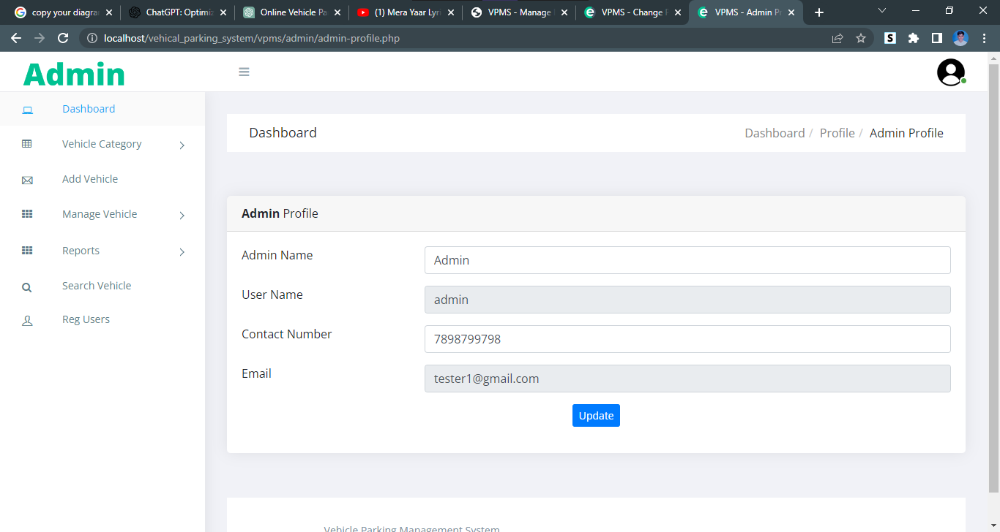 copy your diagra
ChatGPT: Optimiz
Online Vehicle Pa
(1) Mera Yaar Lyri
VPMS - Manage
VPMS - Change P
VPMS - Admin Pr
localhost/vehical_parking_system/vpms/admin/admin-profile.php
S
Admin
Dashboard
Vehicle Category
Add Vehicle
Manage Vehicle
Reports
Search Vehicle
Reg Users
Dashboard
Dashboard / Profile / Admin Profile
Admin Profile
Admin Name
Admin
User Name
admin
Contact Number
7898799798
Email
tester1@gmail.com
Update
Vehicle Parking Management System